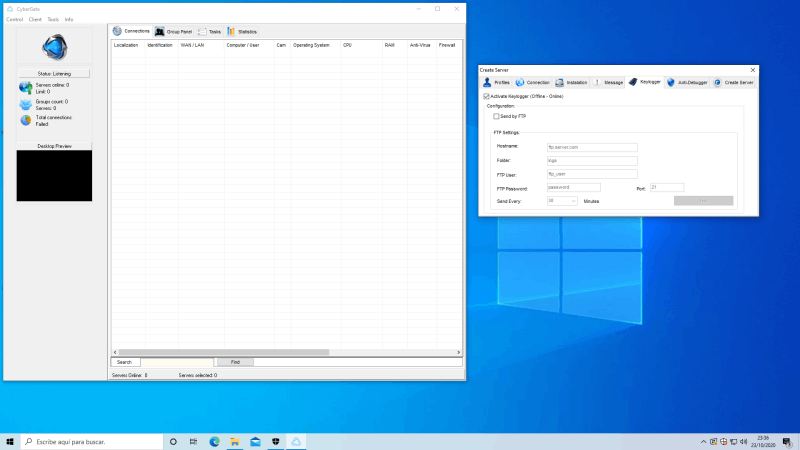 CyberGate
Control Client Tools Info
Connections Group Panel Tasks Statistics
Localization Identification WAN / LAN Computer / User Cam Operating System CPU RAM Anti-Virus Firewall
Status: Listening
Servers online: 0
Limit: 0
Groups count: 0
Servers: 0
Total connections:
Failed
Desktop Preview
Search Find
Servers Online: 0 Servers selected: 0
Create Server
Profiles Connection Installation Message Keylogger Anti-Debugger Create Server
Activate Keylogger (Offline - Online)
Configuration:
Send by FTP
FTP Settings:
Hostname: ftp.server.com
Folder: logs
FTP User: ftp_user
FTP Password: password Port: 21
Send Every: 30 Minutes
Escribe aquí para buscar.
23:36
23/10/2020